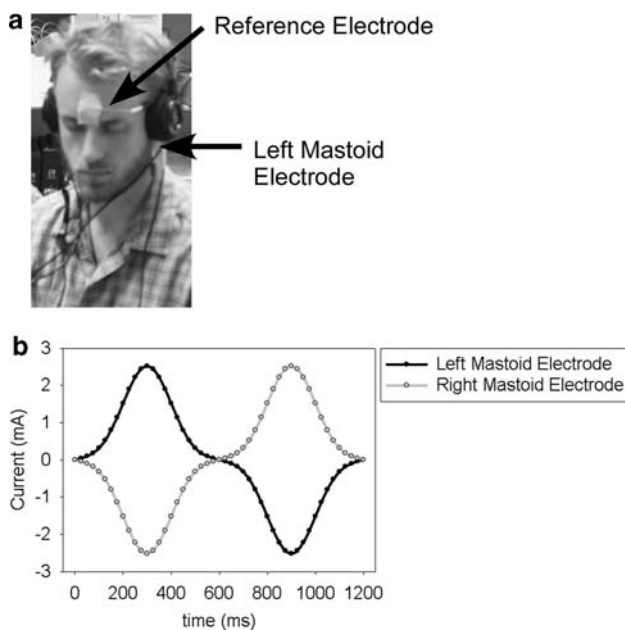 a
Reference Electrode
Left Mastoid
Electrode
b
3
2
1
0
-1
-2
-3
Current (mA)
0 200 400 600 800 1000 1200
time (ms)
Left Mastoid Electrode
Right Mastoid Electrode